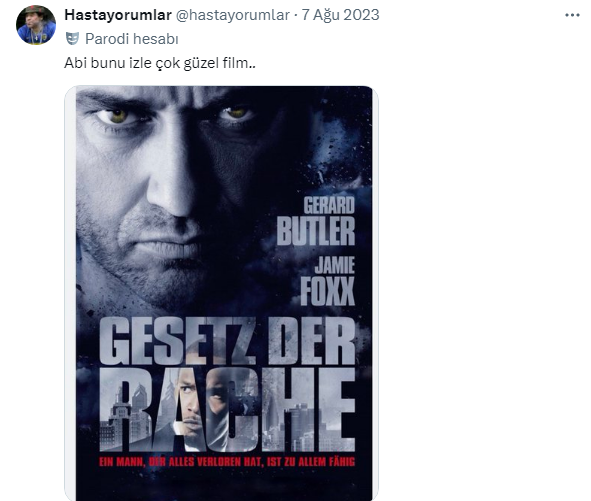 Hastayorumlar @hastayorumlar · 7 Ağu 2023
Parodi hesabı
Abi bunu izle çok güzel film..
GERARD
BUTLER
JAMIE
FOXX
GESETZ DER
RACHE
EIN MANN, DER ALLES VERLOREN HAT, IST ZU ALLEM FÄHIG